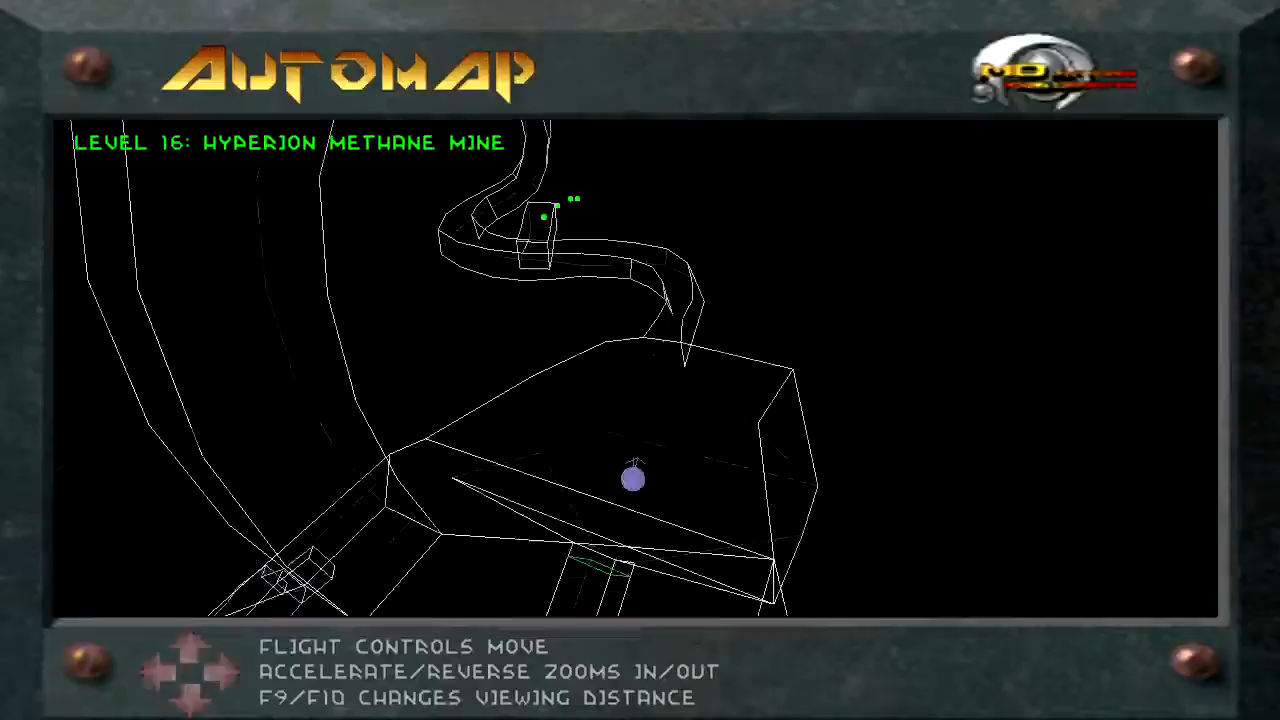 AUTOMAP
MD
LEVEL 16: HYPERION METHANE MINE
FLIGHT CONTROLS MOVE
ACCELERATE/REVERSE ZOOMS IN/OUT
F9/F10 CHANGES VIEWING DISTANCE